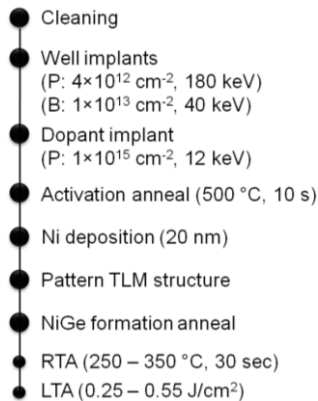 Cleaning
Well implants
(P: 4×10¹² cm⁻², 180 keV)
(B: 1×10¹³ cm⁻², 40 keV)
Dopant implant
(P: 1×10¹⁵ cm⁻², 12 keV)
Activation anneal (500 °C, 10 s)
Ni deposition (20 nm)
Pattern TLM structure
NiGe formation anneal
RTA (250 – 350 °C, 30 sec)
LTA (0.25 – 0.55 J/cm²)